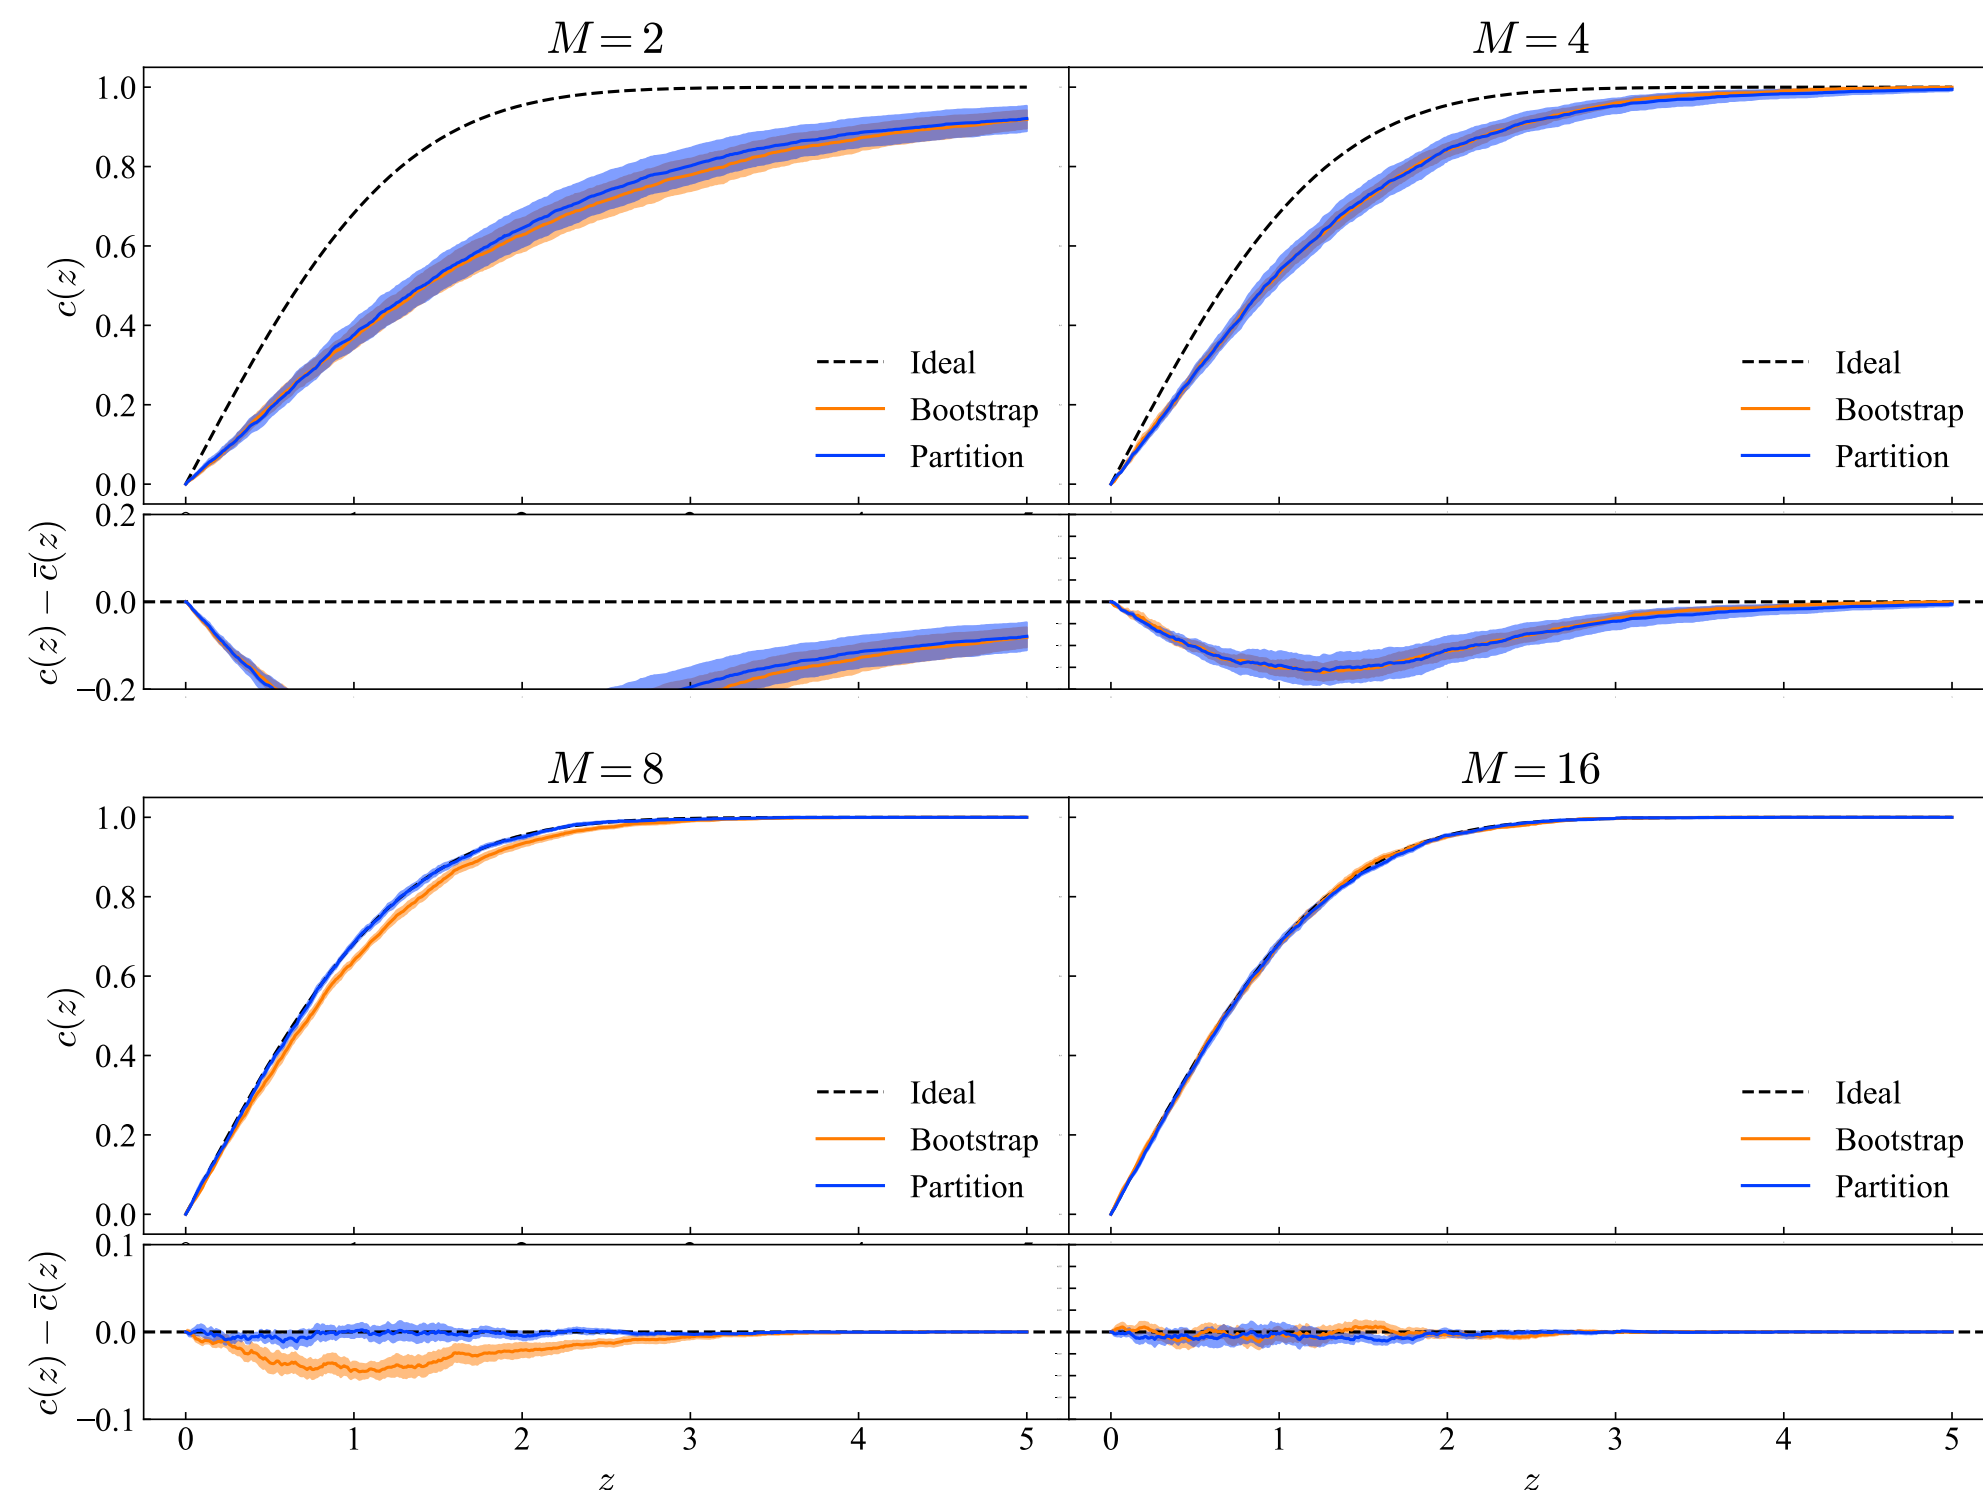 M = 2
M = 4
1.0
0.8
0.6
0.4
0.2
0.0
c(z)
Ideal
Bootstrap
Partition
Ideal
Bootstrap
Partition
0.2
0.0
−0.2
c(z) − c̄(z)
M = 8
M = 16
1.0
0.8
0.6
0.4
0.2
0.0
c(z)
Ideal
Bootstrap
Partition
Ideal
Bootstrap
Partition
0.1
0.0
−0.1
c(z) − c̄(z)
0 1 2 3 4 5
0 1 2 3 4 5
z
z